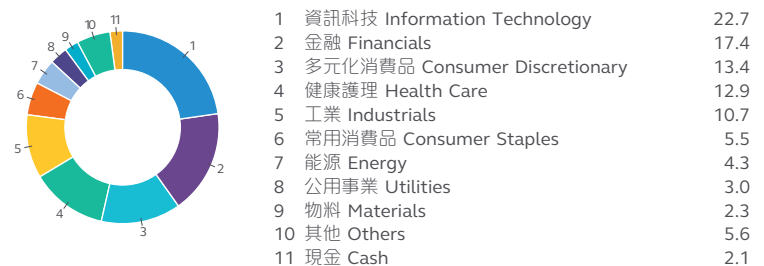 1 資訊科技 Information Technology 22.7
2 金融 Financials 17.4
3 多元化消費品 Consumer Discretionary 13.4
4 健康護理 Health Care 12.9
5 工業 Industrials 10.7
6 常用消費品 Consumer Staples 5.5
7 能源 Energy 4.3
8 公用事業 Utilities 3.0
9 物料 Materials 2.3
10 其他 Others 5.6
11 現金 Cash 2.1
1
2
3
4
5
6
7
8
9
10
11